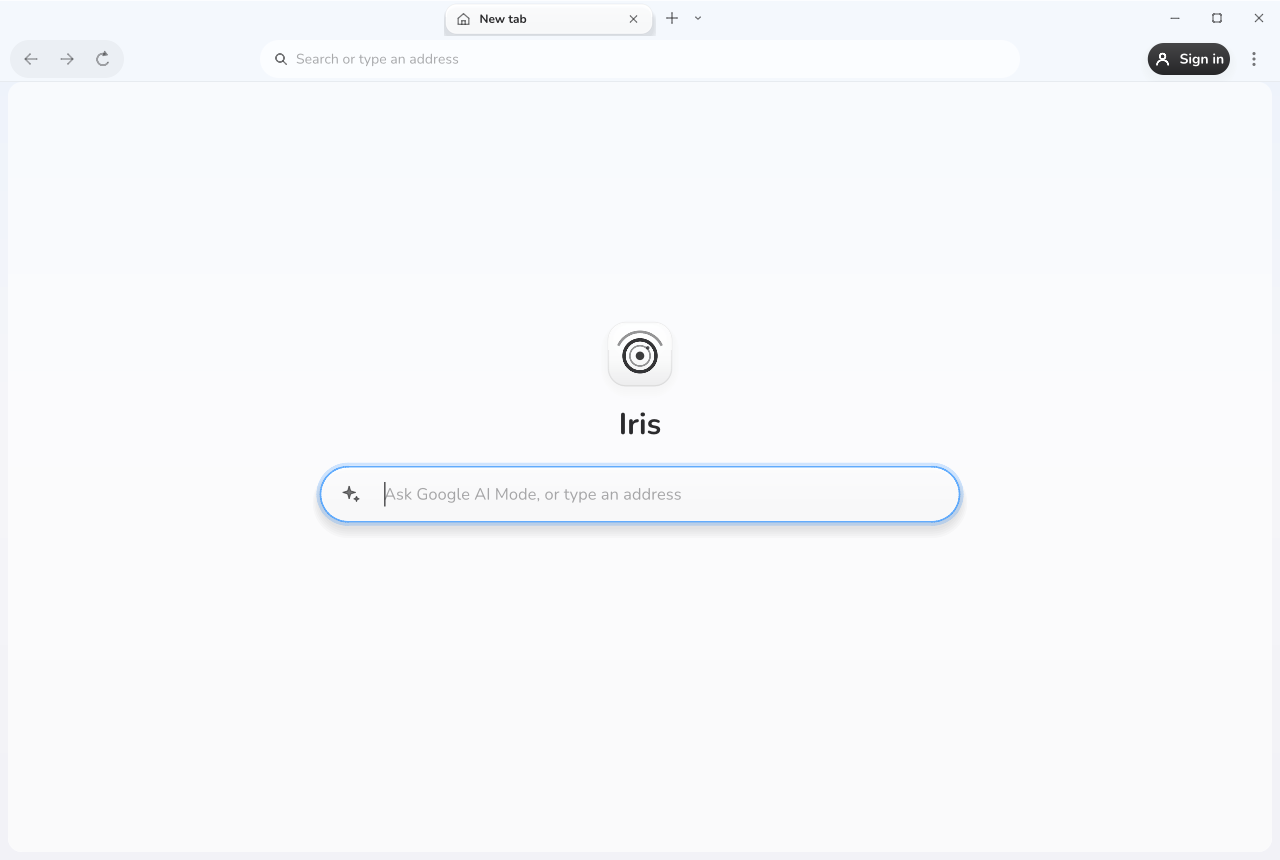 New tab
Search or type an address
Sign in
Iris
Ask Google AI Mode, or type an address